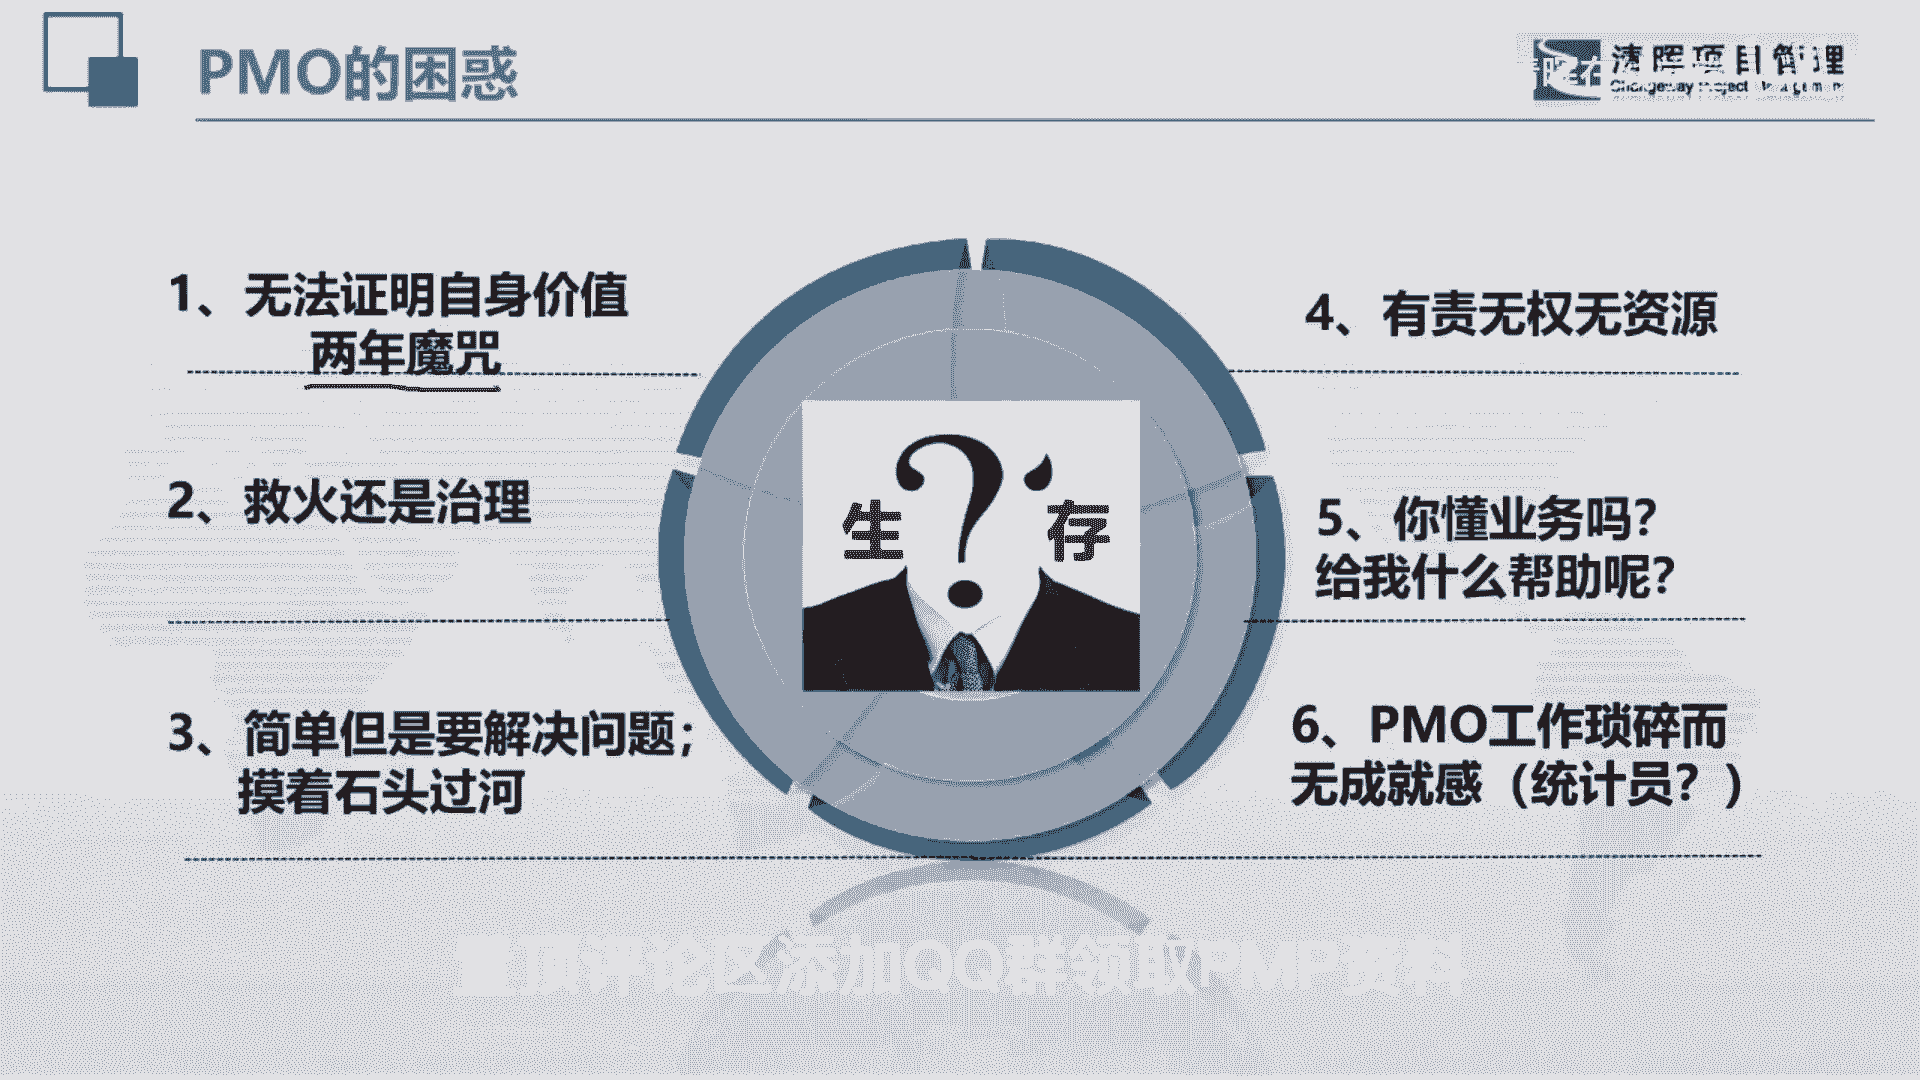 PMO的困惑
清晖项目管理
1、无法证明自身价值
两年魔咒
2、救火还是治理
3、简单但是要解决问题；
摸着石头过河
生
存
4、有责无权无资源
5、你懂业务吗？
给我什么帮助呢？
6、PMO工作琐碎而
无成就感（统计员？）
置顶评论区添加QQ群领取PMP资料